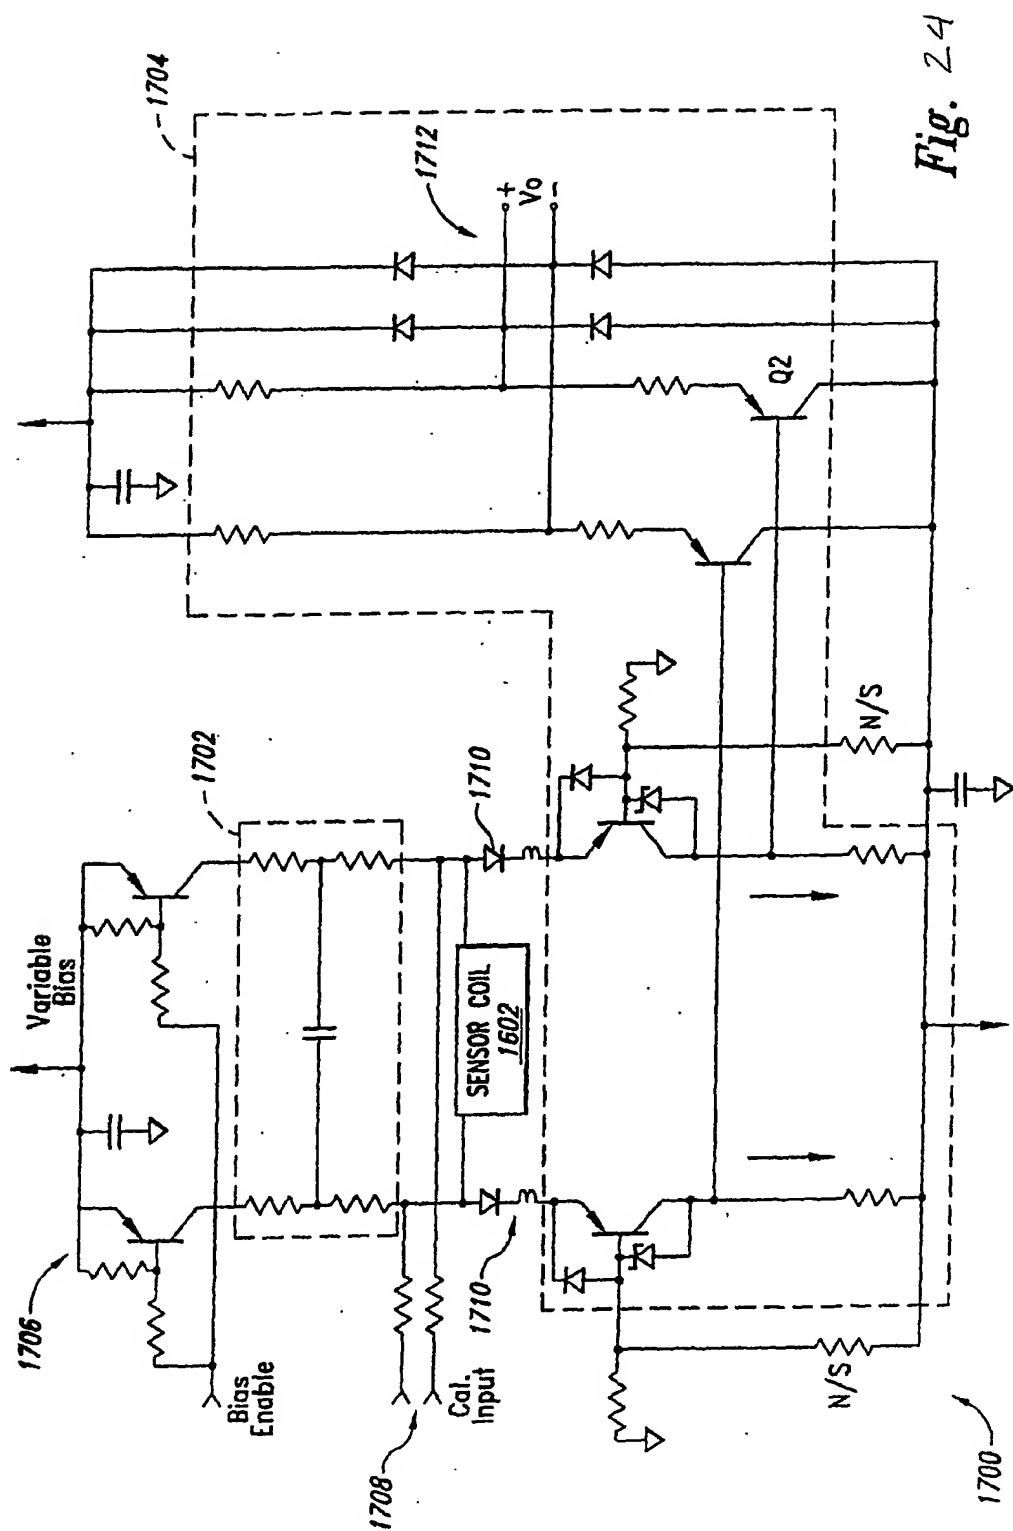 1704
1712
+
Vo
-
Q2
Fig. 24
1702
1710
N/S
Variable
Bias
SENSOR COIL
1602
1706
Bias
Enable
Cal.
Input
1708
1710
N/S
1700